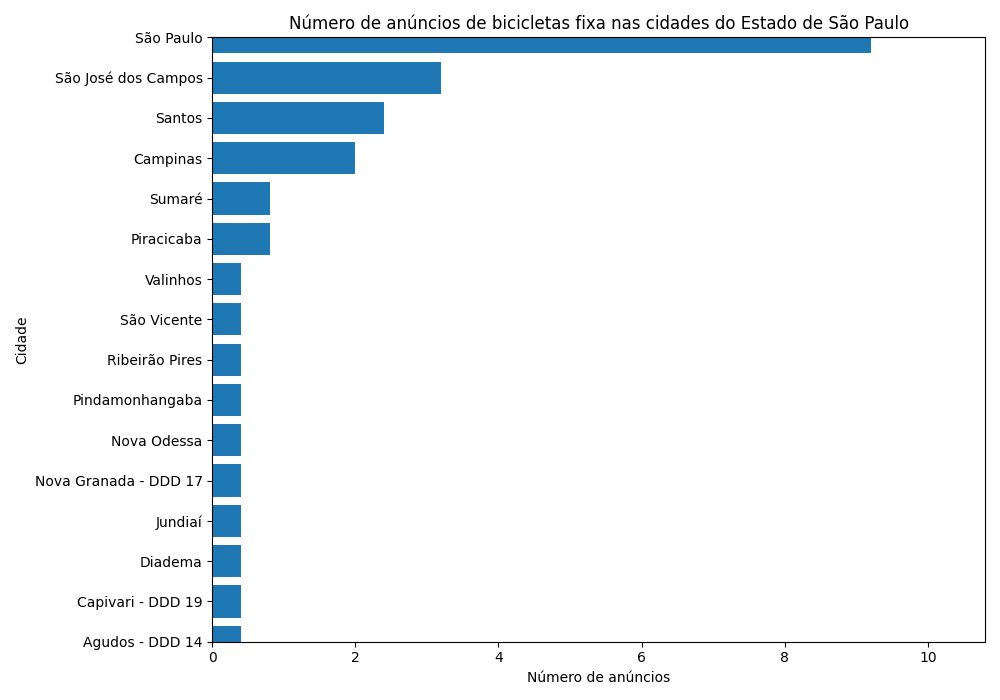 Número de anúncios de bicicletas fixa nas cidades do Estado de São Paulo
São Paulo
São José dos Campos
Santos
Campinas
Sumaré
Piracicaba
Valinhos
São Vicente
Ribeirão Pires
Pindamonhangaba
Nova Odessa
Nova Granada - DDD 17
Jundiaí
Diadema
Capivari - DDD 19
Agudos - DDD 14
Cidade
0 2 4 6 8 10
Número de anúncios